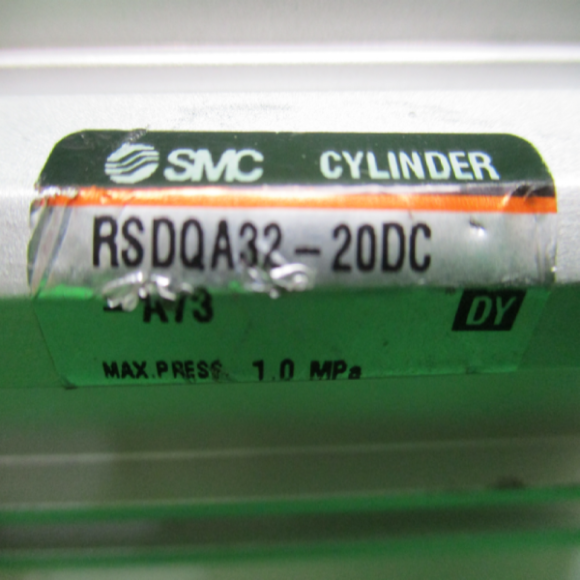 SMC CYLINDER
RSDQA32-20DC
-A73 DY
MAX.PRESS. 1.0 MPa